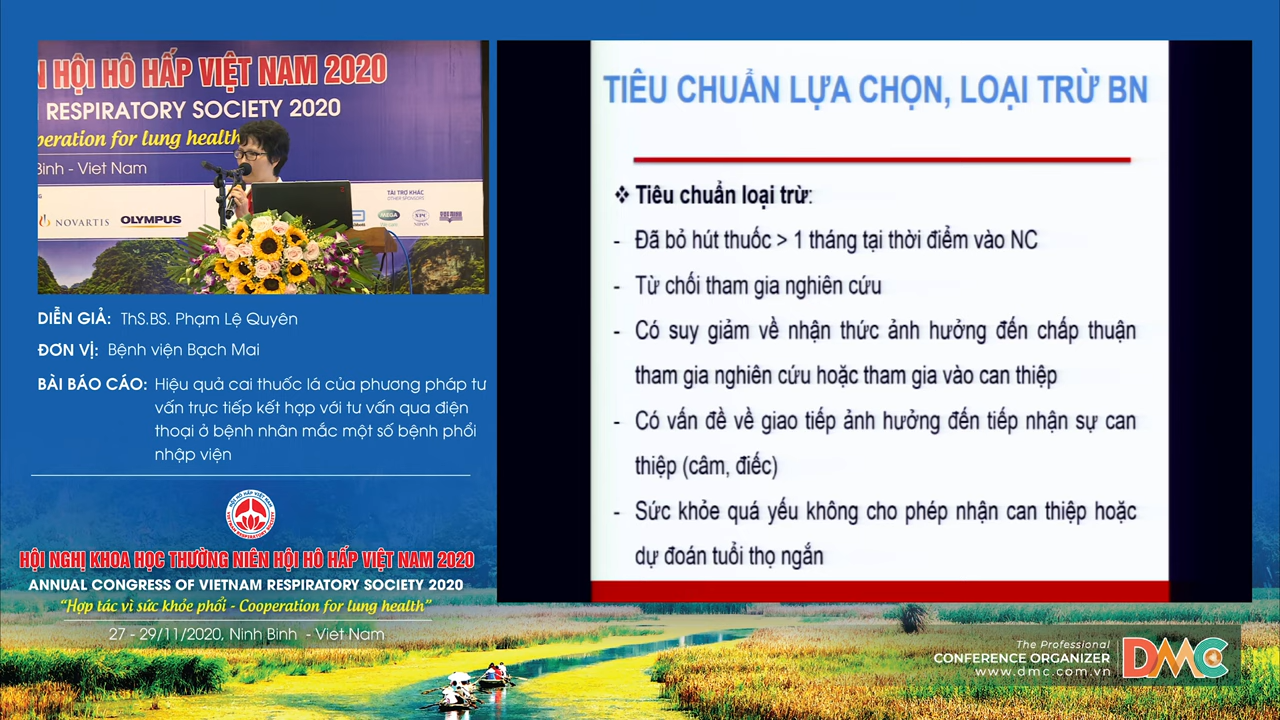 N HỘI HÔ HẤP VIỆT NAM 2020
RESPIRATORY SOCIETY 2020
peration for lung health
Binh - Viet Nam
TÀI TRỢ KHÁC
OTHER SPONSORS
NOVARTIS
OLYMPUS
MEGA
DIỄN GIẢ: ThS.BS. Phạm Lệ Quyên
ĐƠN VỊ: Bệnh viện Bạch Mai
BÀI BÁO CÁO: Hiệu quả cai thuốc lá của phương pháp tư
vấn trực tiếp kết hợp với tư vấn qua điện
thoại ở bệnh nhân mắc một số bệnh phổi
nhập viện
HỘI NGHỊ KHOA HỌC THƯỜNG NIÊN HỘI HÔ HẤP VIỆT NAM 2020
ANNUAL CONGRESS OF VIETNAM RESPIRATORY SOCIETY 2020
“Hợp tác vì sức khỏe phổi - Cooperation for lung health”
27 - 29/11/2020, Ninh Binh - Viet Nam
TIÊU CHUẨN LỰA CHỌN, LOẠI TRỪ BN
❖ Tiêu chuẩn loại trừ:
- Đã bỏ hút thuốc > 1 tháng tại thời điểm vào NC
- Từ chối tham gia nghiên cứu
- Có suy giảm về nhận thức ảnh hưởng đến chấp thuận
tham gia nghiên cứu hoặc tham gia vào can thiệp
- Có vấn đề về giao tiếp ảnh hưởng đến tiếp nhận sự can
thiệp (câm, điếc)
- Sức khỏe quá yếu không cho phép nhận can thiệp hoặc
dự đoán tuổi thọ ngắn
The Professional
CONFERENCE ORGANIZER
www.dmc.com.vn
DMC